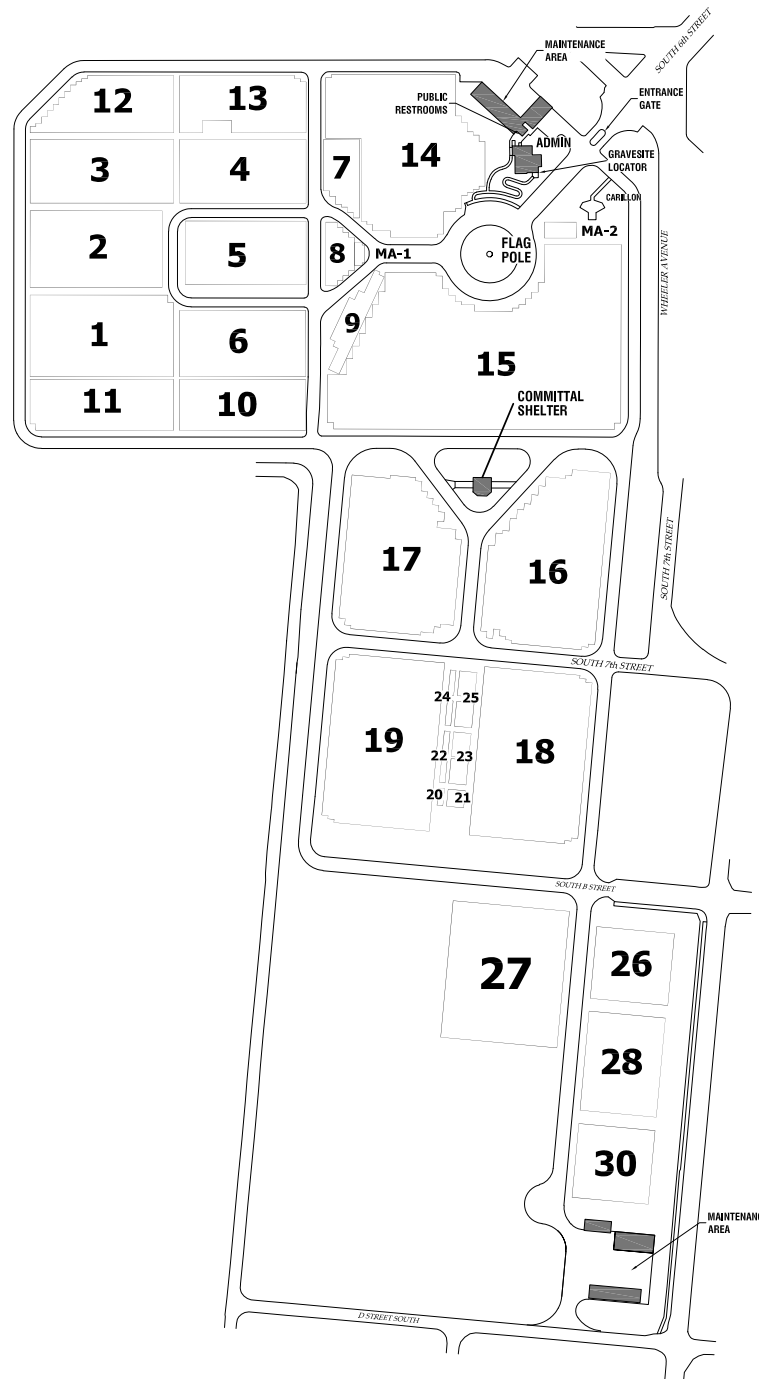 SOUTH 6th STREET
MAINTENANCE
AREA
ENTRANCE
GATE
PUBLIC
RESTROOMS
12
13
ADMIN
14
GRAVESITE
LOCATOR
3
4
7
CARILLON
MA-2
2
5
8
MA-1
FLAG
POLE
WHEELER AVENUE
1
6
9
15
11
10
COMMITTAL
SHELTER
17
16
SOUTH 7th STREET
SOUTH 7th STREET
24
25
19
22
23
18
20
21
SOUTH B STREET
27
26
28
30
MAINTENANC
AREA
D STREET SOUTH